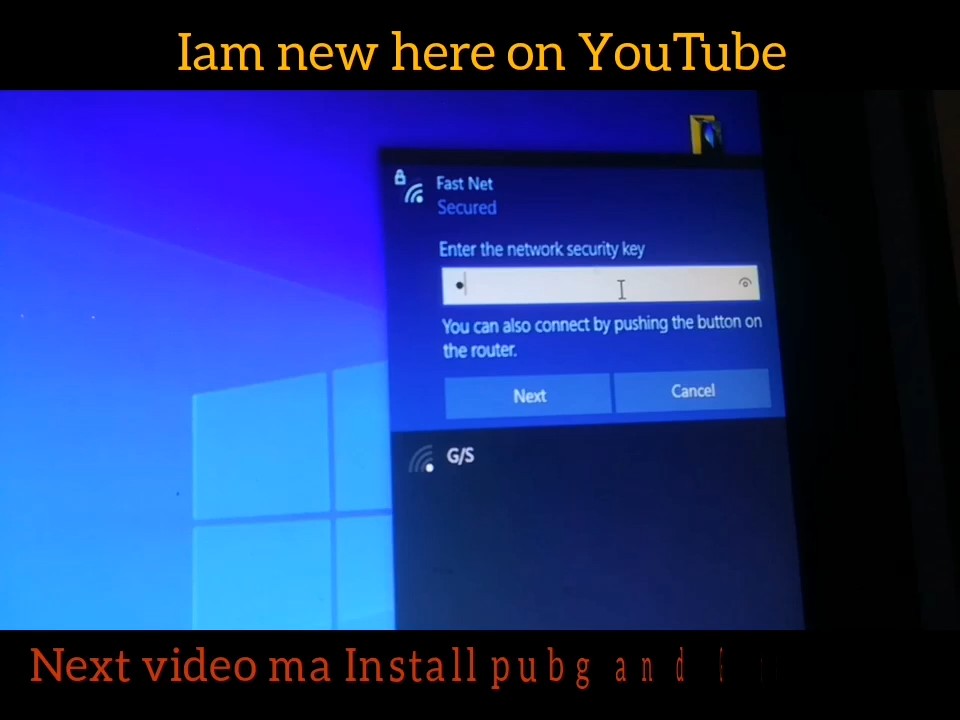 Iam new here on YouTube
Fast Net
Secured
Enter the network security key
You can also connect by pushing the button on
the router.
Next
Cancel
G/S
Next video ma Install pubg and